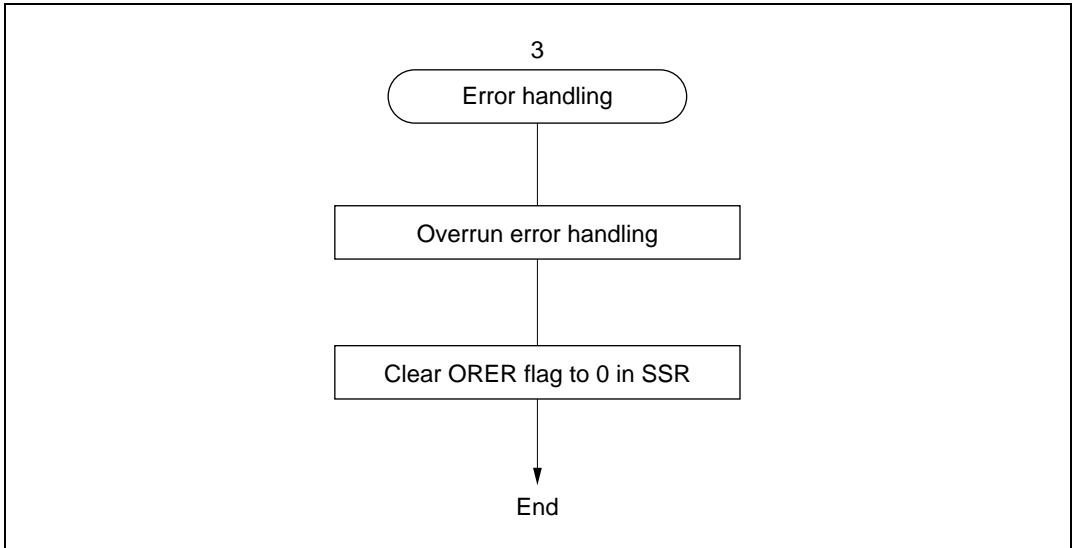 3
Error handling
Overrun error handling
Clear ORER flag to 0 in SSR
End